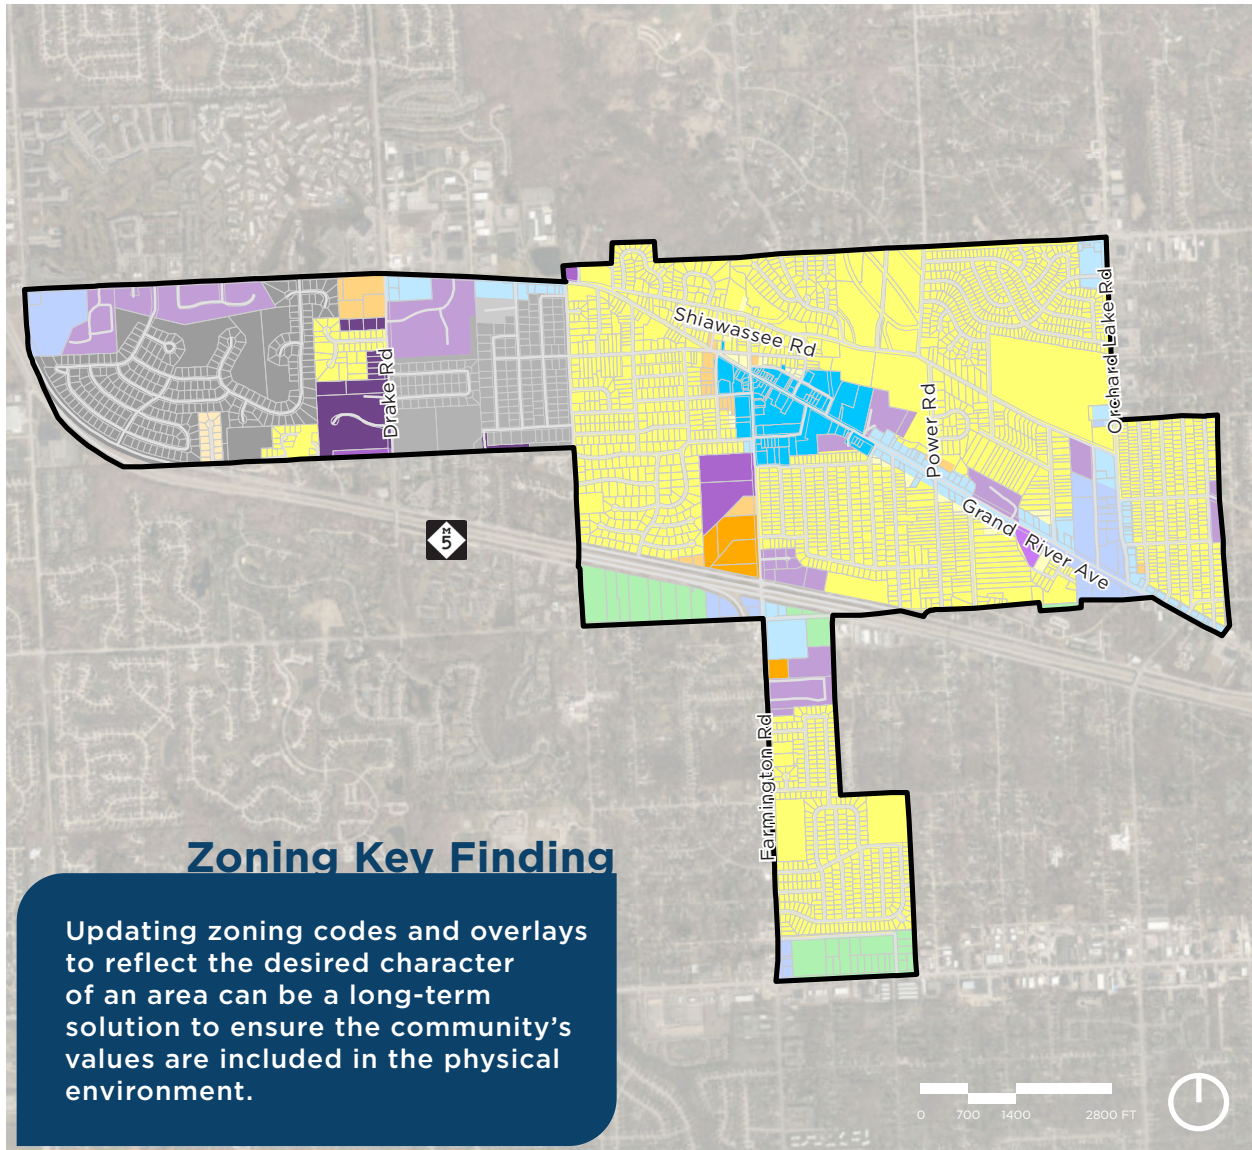 Shiawassee Rd
Orchard Lake Rd
Drake Rd
Power Rd
Grand River Ave
M
5
Farmington Rd
Zoning Key Finding
Updating zoning codes and overlays
to reflect the desired character
of an area can be a long-term
solution to ensure the community’s
values are included in the physical
environment.
0 700 1400 2800 FT